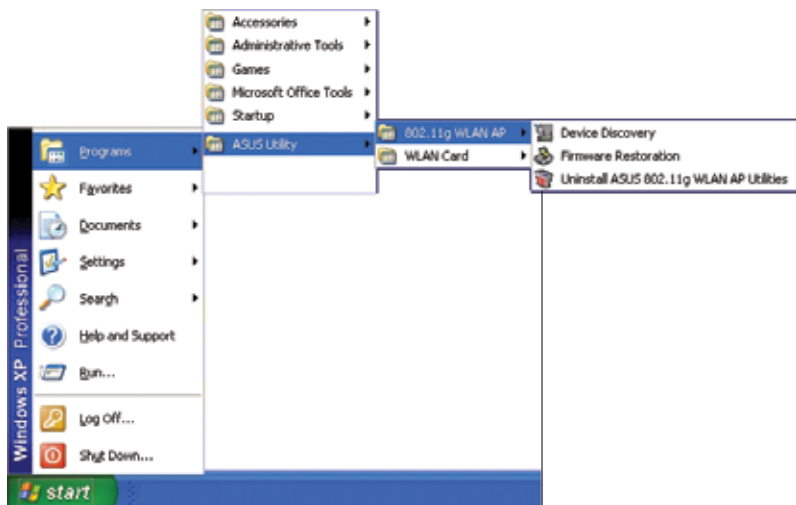 Accessories
Administrative Tools
Games
Microsoft Office Tools
Startup
ASUS Utility
802.11g WLAN AP
WLAN Card
Device Discovery
Firmware Restoration
Uninstall ASUS 802.11g WLAN AP Utilities
Programs
Favorites
Documents
Settings
Search
Help and Support
Run...
Log Off...
Shut Down...
Windows XP Professional
start